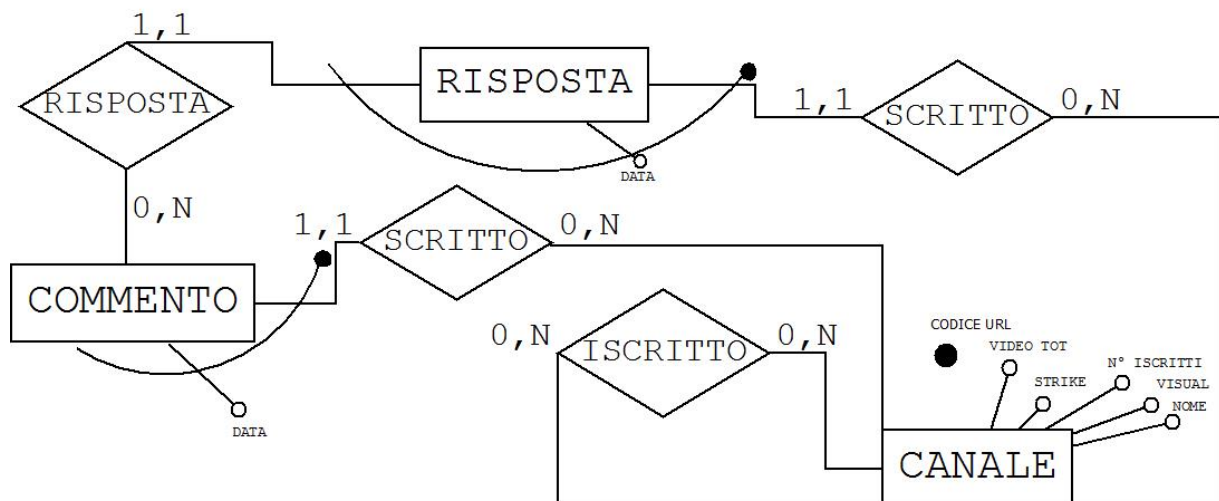 1,1
RISPOSTA
RISPOSTA
1,1
SCRITTO
0,N
DATA
0,N
1,1
SCRITTO
0,N
COMMENTO
DATA
0,N
ISCRITTO
0,N
CODICE URL
VIDEO TOT
STRIKE
N° ISCRITTI
VISUAL
NOME
CANALE